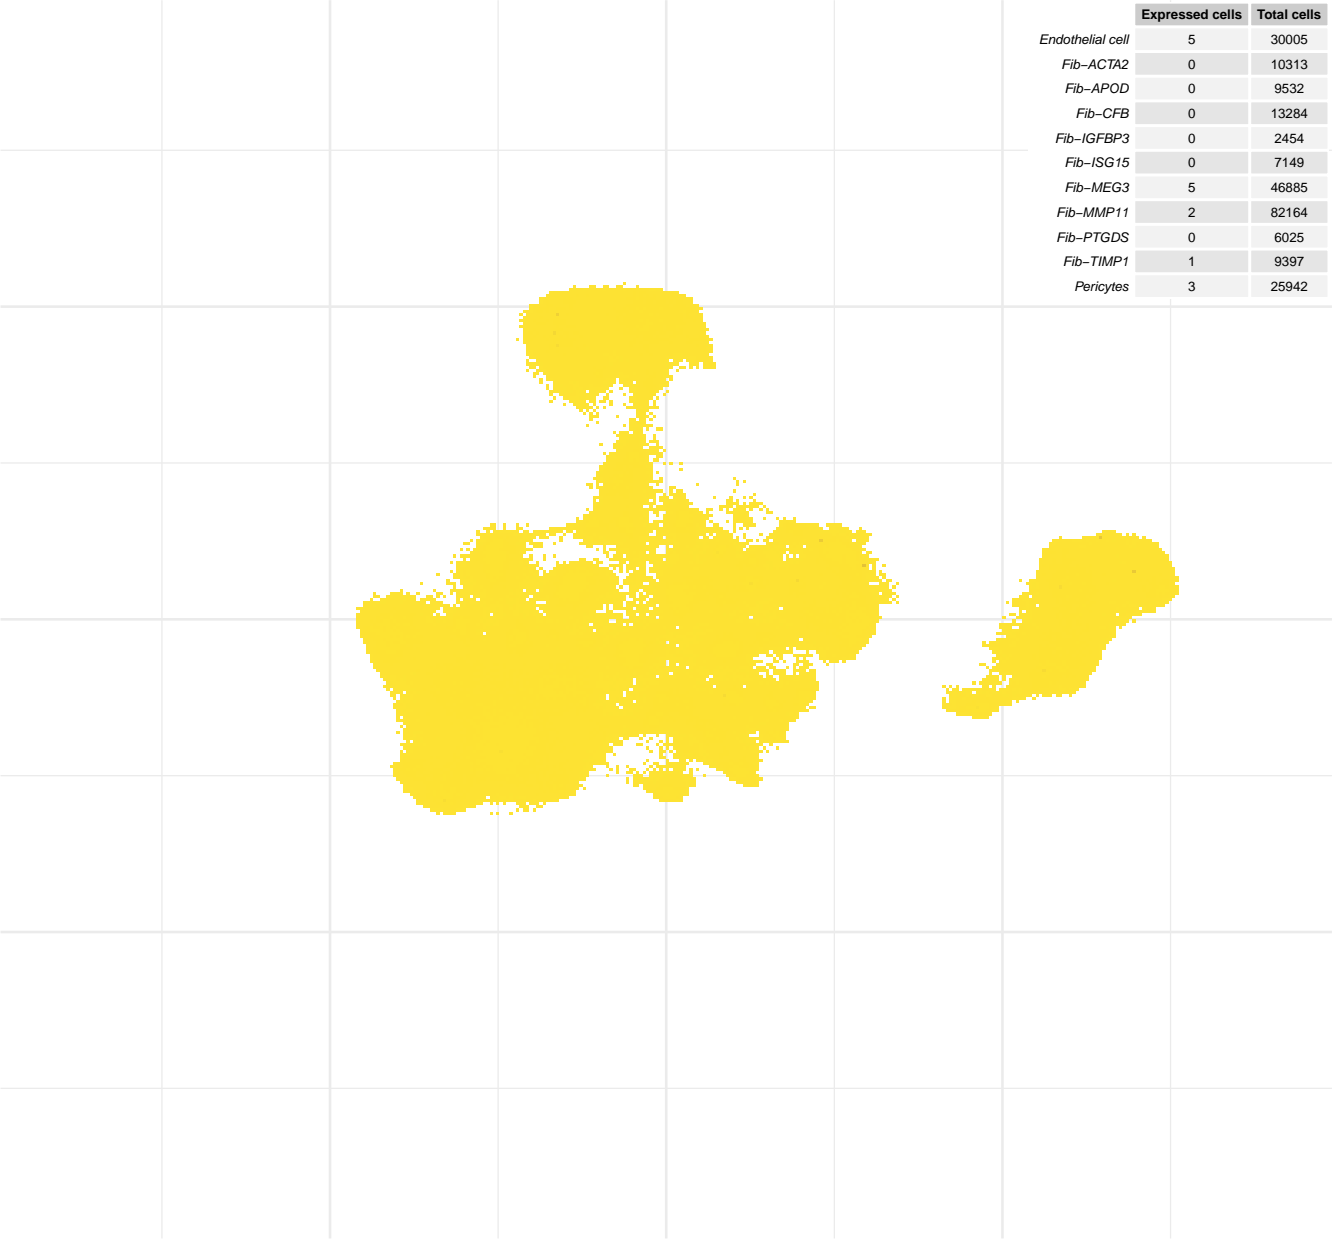 Expressed cells Total cells
Endothelial cell 5 30005
Fib−ACTA2 0 10313
Fib−APOD 0 9532
Fib−CFB 0 13284
Fib−IGFBP3 0 2454
Fib−ISG15 0 7149
Fib−MEG3 5 46885
Fib−MMP11 2 82164
Fib−PTGDS 0 6025
Fib−TIMP1 1 9397
Pericytes 3 25942